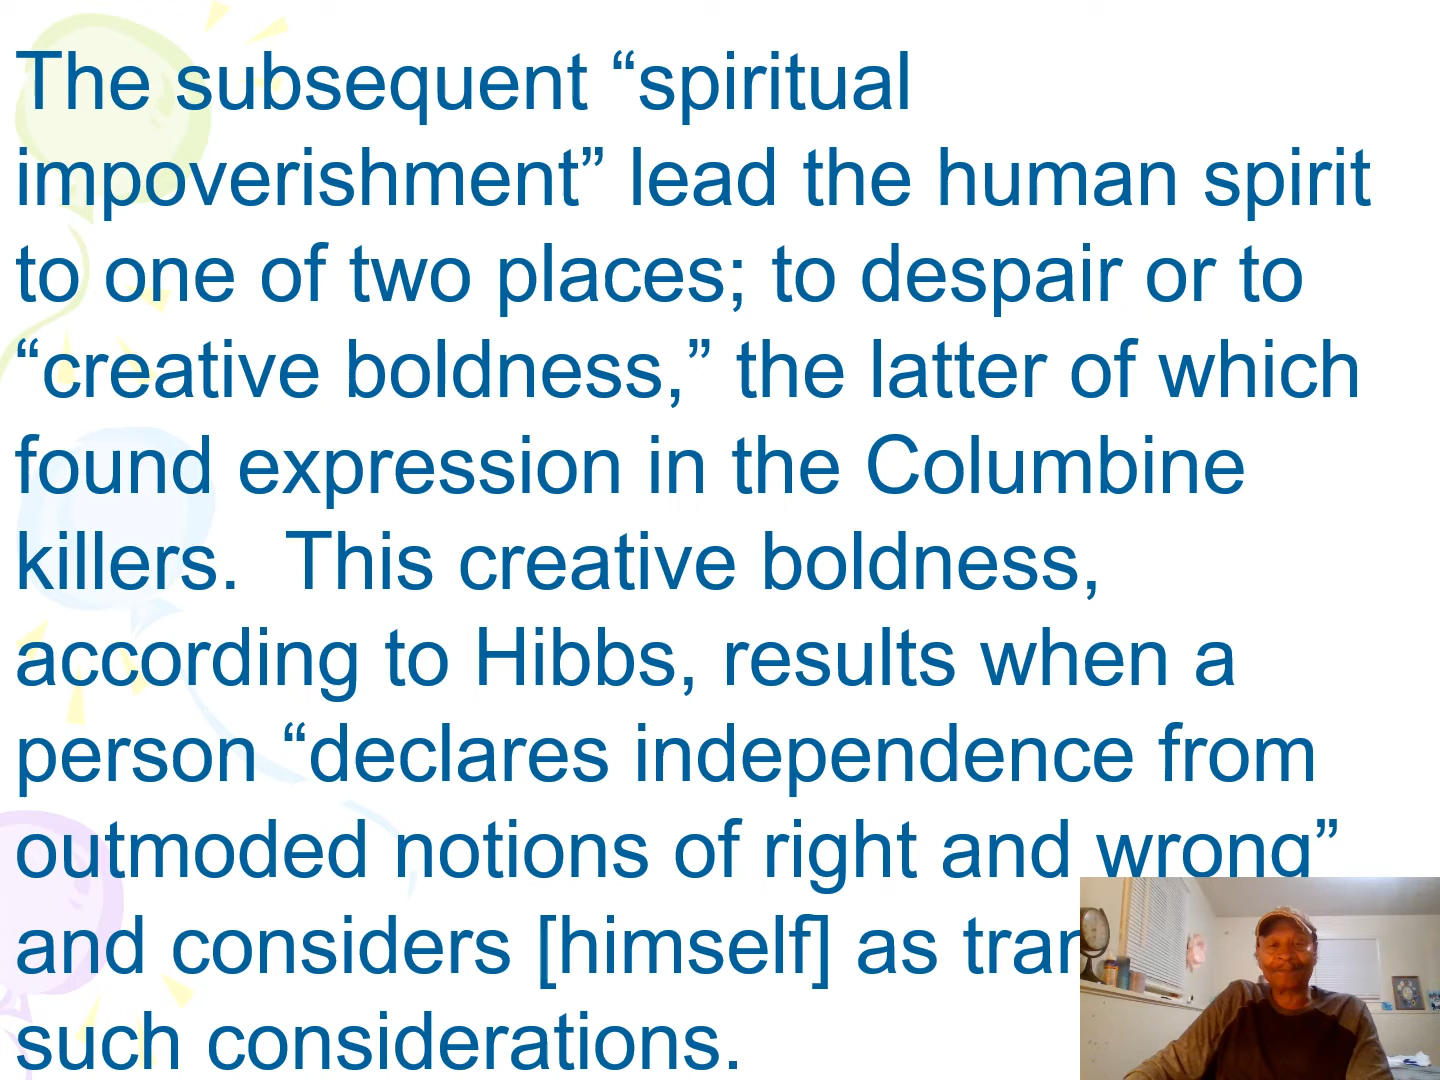 The subsequent “spiritual
impoverishment” lead the human spirit
to one of two places; to despair or to
“creative boldness,” the latter of which
found expression in the Columbine
killers.  This creative boldness,
according to Hibbs, results when a
person “declares independence from
outmoded notions of right and wrong”
and considers [himself] as
such considerations.